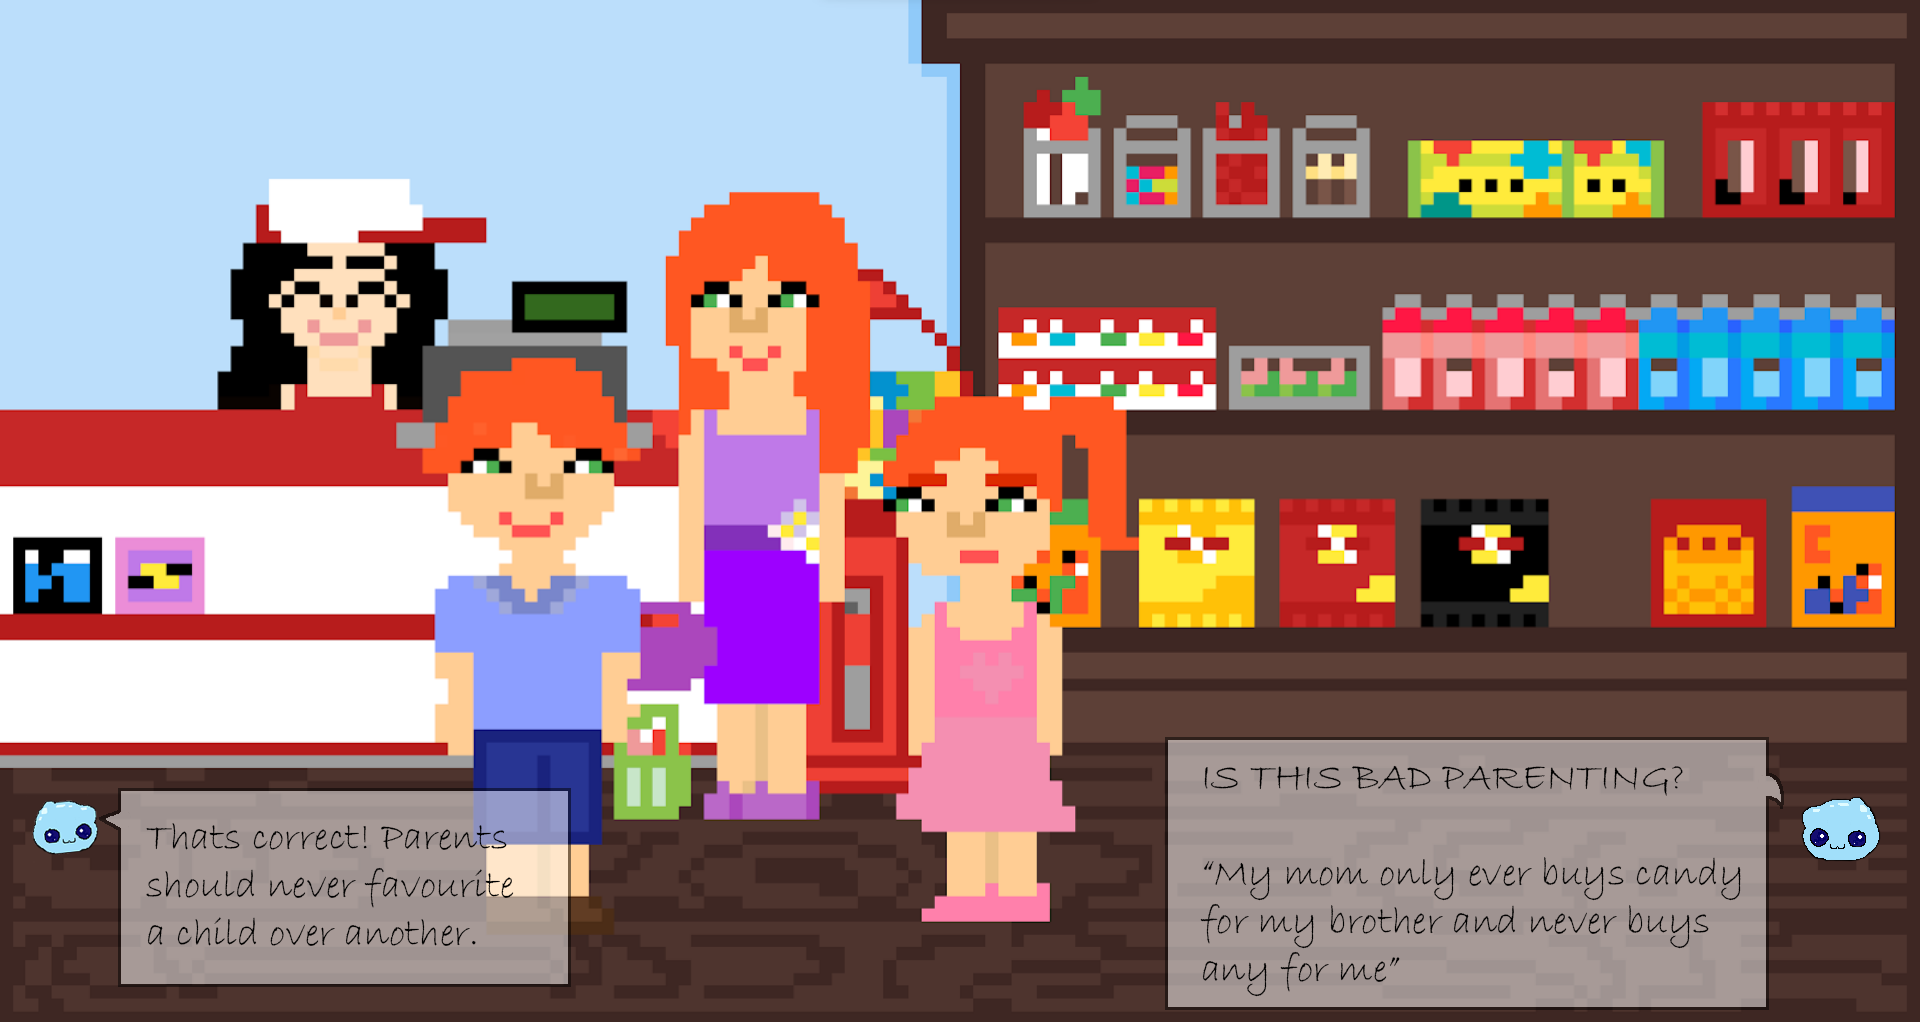 IS THIS BAD PARENTING?
“My mom only ever buys candy
for my brother and never buys
any for me”
Thats correct! Parents
should never favourite
a child over another.